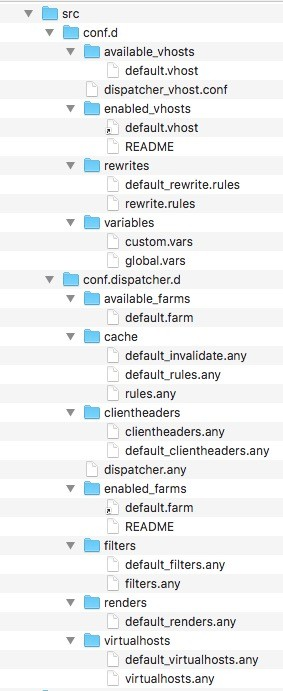 src
conf.d
available_vhosts
default.vhost
dispatcher_vhost.conf
enabled_vhosts
default.vhost
README
rewrites
default_rewrite.rules
rewrite.rules
variables
custom.vars
global.vars
conf.dispatcher.d
available_farms
default.farm
cache
default_invalidate.any
default_rules.any
rules.any
clientheaders
clientheaders.any
default_clientheaders.any
dispatcher.any
enabled_farms
default.farm
README
filters
default_filters.any
filters.any
renders
default_renders.any
virtualhosts
default_virtualhosts.any
virtualhosts.any